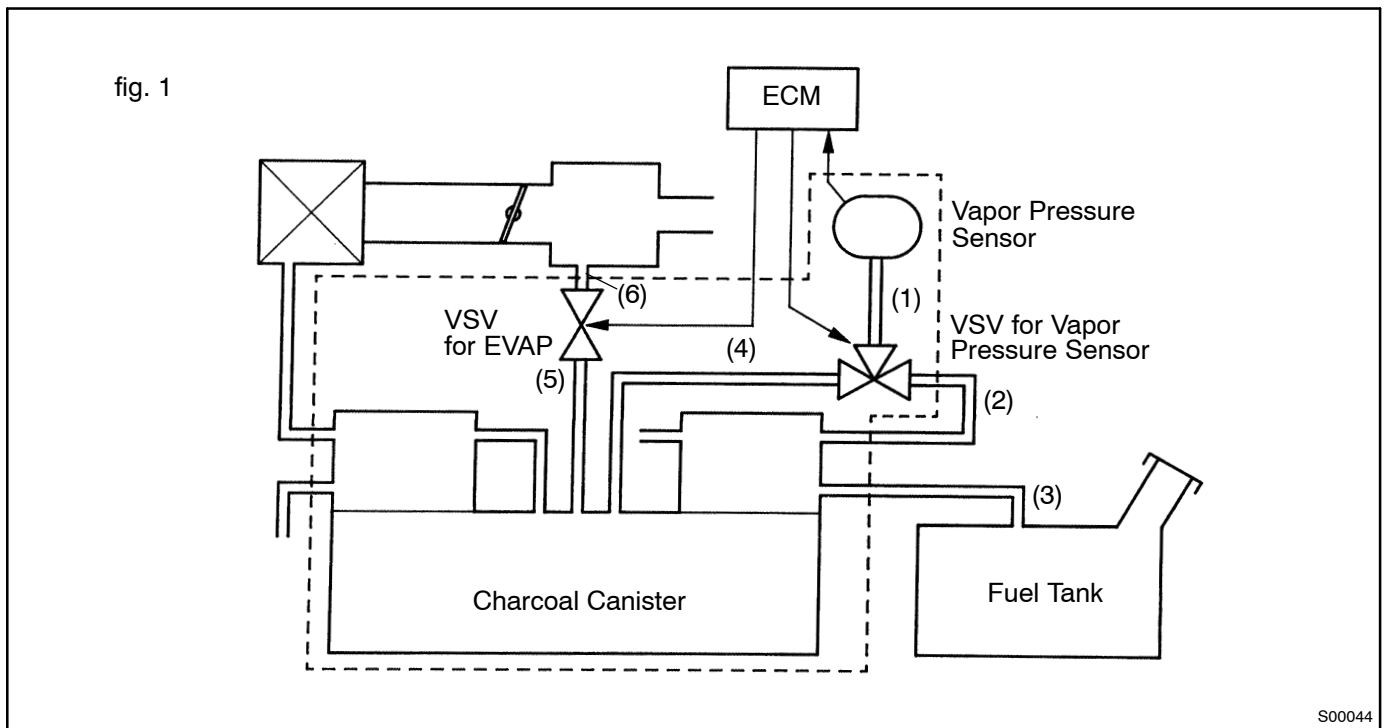 fig. 1
ECM
Vapor Pressure
Sensor
(1)
(6)
VSV
for EVAP
(4)
VSV for Vapor
Pressure Sensor
(5)
(2)
(3)
Charcoal Canister
Fuel Tank
S00044